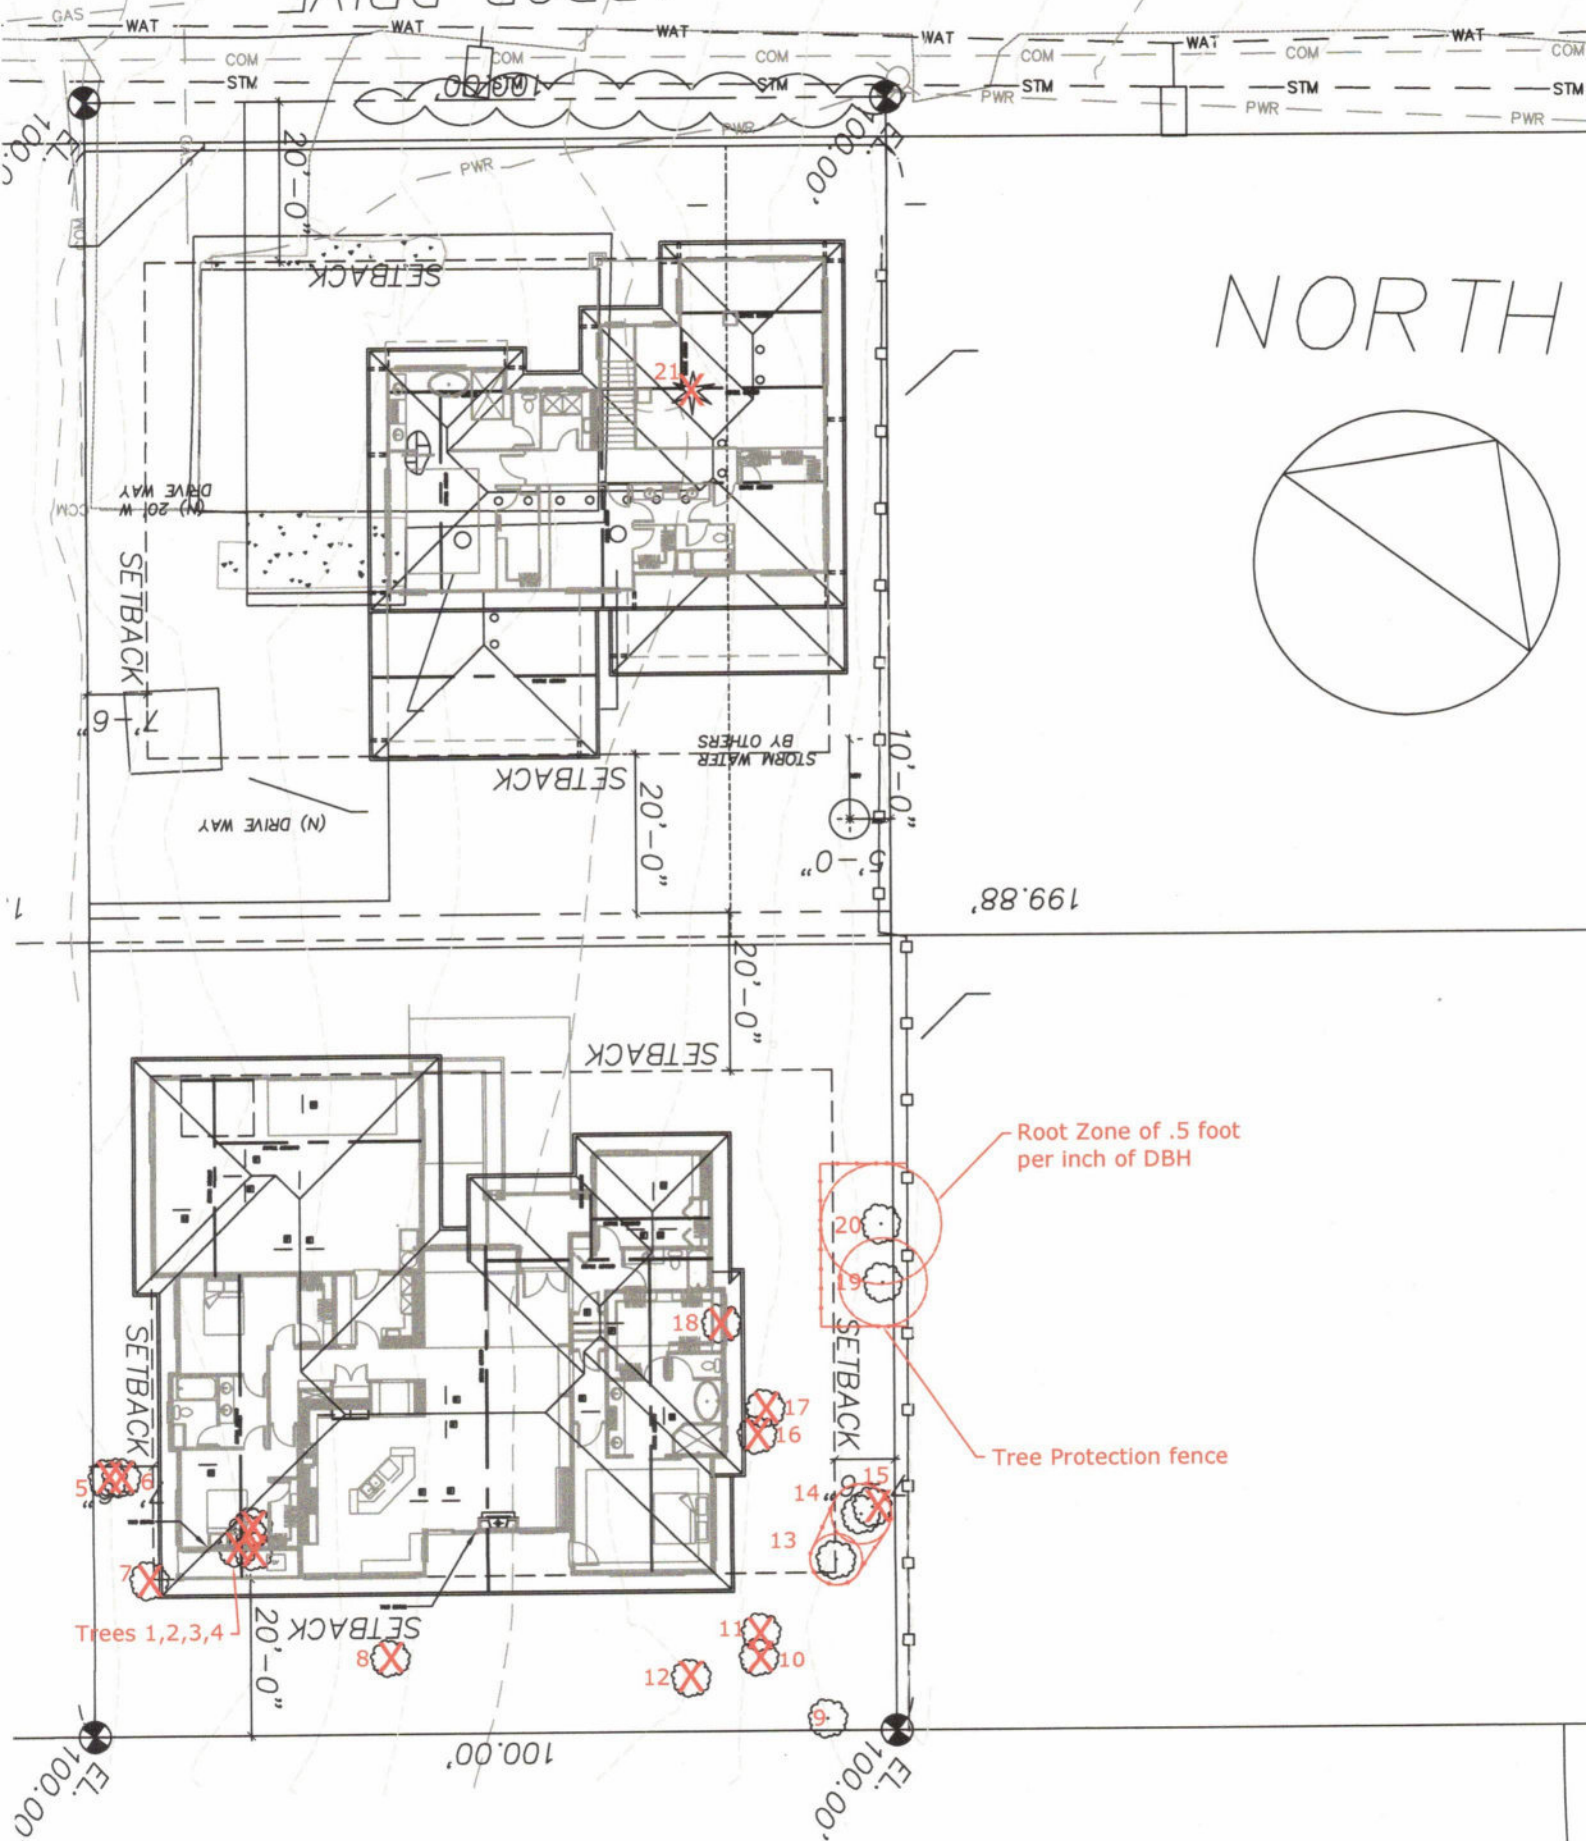 GAS
WAT
WAT
WAT
WAT
WAT
WAT
COM
COM
COM
COM
COM
COM
STM
STM
STM
STM
STM
STM
100.00'
PWR
PWR
PWR
PWR
PWR
GAS
COM
EL.
100.00'
20'-0"
SETBACK
NORTH
21
(N) 20' W
DRIVE WAY
COM
SETBACK
7'-6"
SETBACK
STORM WATER
BY OTHERS
10'-0"
(N) DRIVE WAY
20'-0"
5'-0"
199.88'
20'-0"
SETBACK
Root Zone of .5 foot
per inch of DBH
20
19
18
SETBACK
SETBACK
17
16
Tree Protection fence
5
6
14
15
13
7
Trees 1,2,3,4
20'-0"
SETBACK
8
11
10
12
9
100.00'
EL.
100.00'
EL.
100.00'